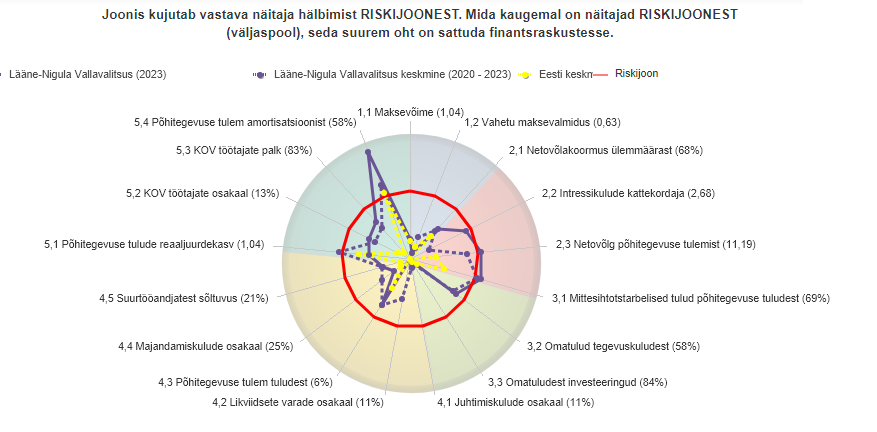 Joonis kujutab vastava näitaja hälbimist RISKIJOONEST. Mida kaugemal on näitajad RISKIJOONEST
(väljaspool), seda suurem oht on sattuda finantsraskustesse.
Lääne-Nigula Vallavalitsus (2023)
Lääne-Nigula Vallavalitsus keskmine (2020 - 2023)
Eesti keskm
Riskijoon
1,1 Maksevõime (1,04)
1,2 Vahetu maksevalmidus (0,63)
2,1 Netovõlakoormus ülemmäärast (68%)
2,2 Intressikulude kattekordaja (2,68)
2,3 Netovõlg põhitegevuse tulemist (11,19)
3,1 Mittesihtotstarbelised tulud põhitegevuse tuludest (69%)
3,2 Omatulud tegevuskuludest (58%)
3,3 Omatuludest investeeringud (84%)
4,1 Juhtimiskulude osakaal (11%)
4,2 Likviidsete varade osakaal (11%)
4,3 Põhitegevuse tulem tuludest (6%)
4,4 Majandamiskulude osakaal (25%)
4,5 Suurtööandjatest sõltuvus (21%)
5,1 Põhitegevuse tulude reaaljuurdekasv (1,04)
5,2 KOV töötajate osakaal (13%)
5,3 KOV töötajate palk (83%)
5,4 Põhitegevuse tulem amortisatsioonist (58%)